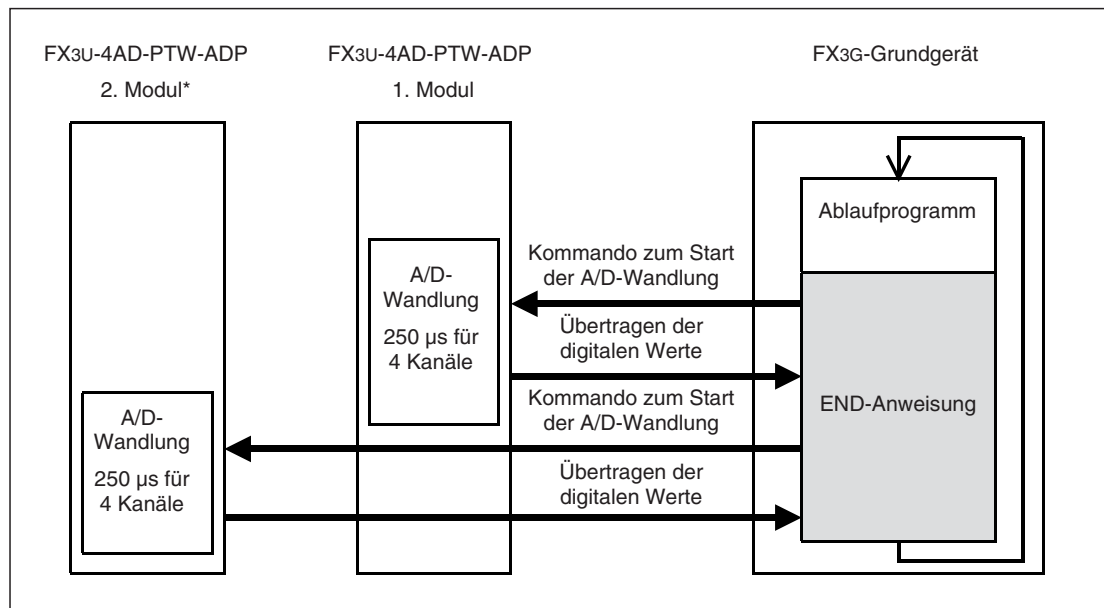 FX3U-4AD-PTW-ADP
2. Modul*
FX3U-4AD-PTW-ADP
1. Modul
FX3G-Grundgerät
Ablaufprogramm
Kommando zum Start
der A/D-Wandlung
A/D-
Wandlung
250 µs für
4 Kanäle
Übertragen der
digitalen Werte
END-Anweisung
Kommando zum Start
der A/D-Wandlung
A/D-
Wandlung
250 µs für
4 Kanäle
Übertragen der
digitalen Werte